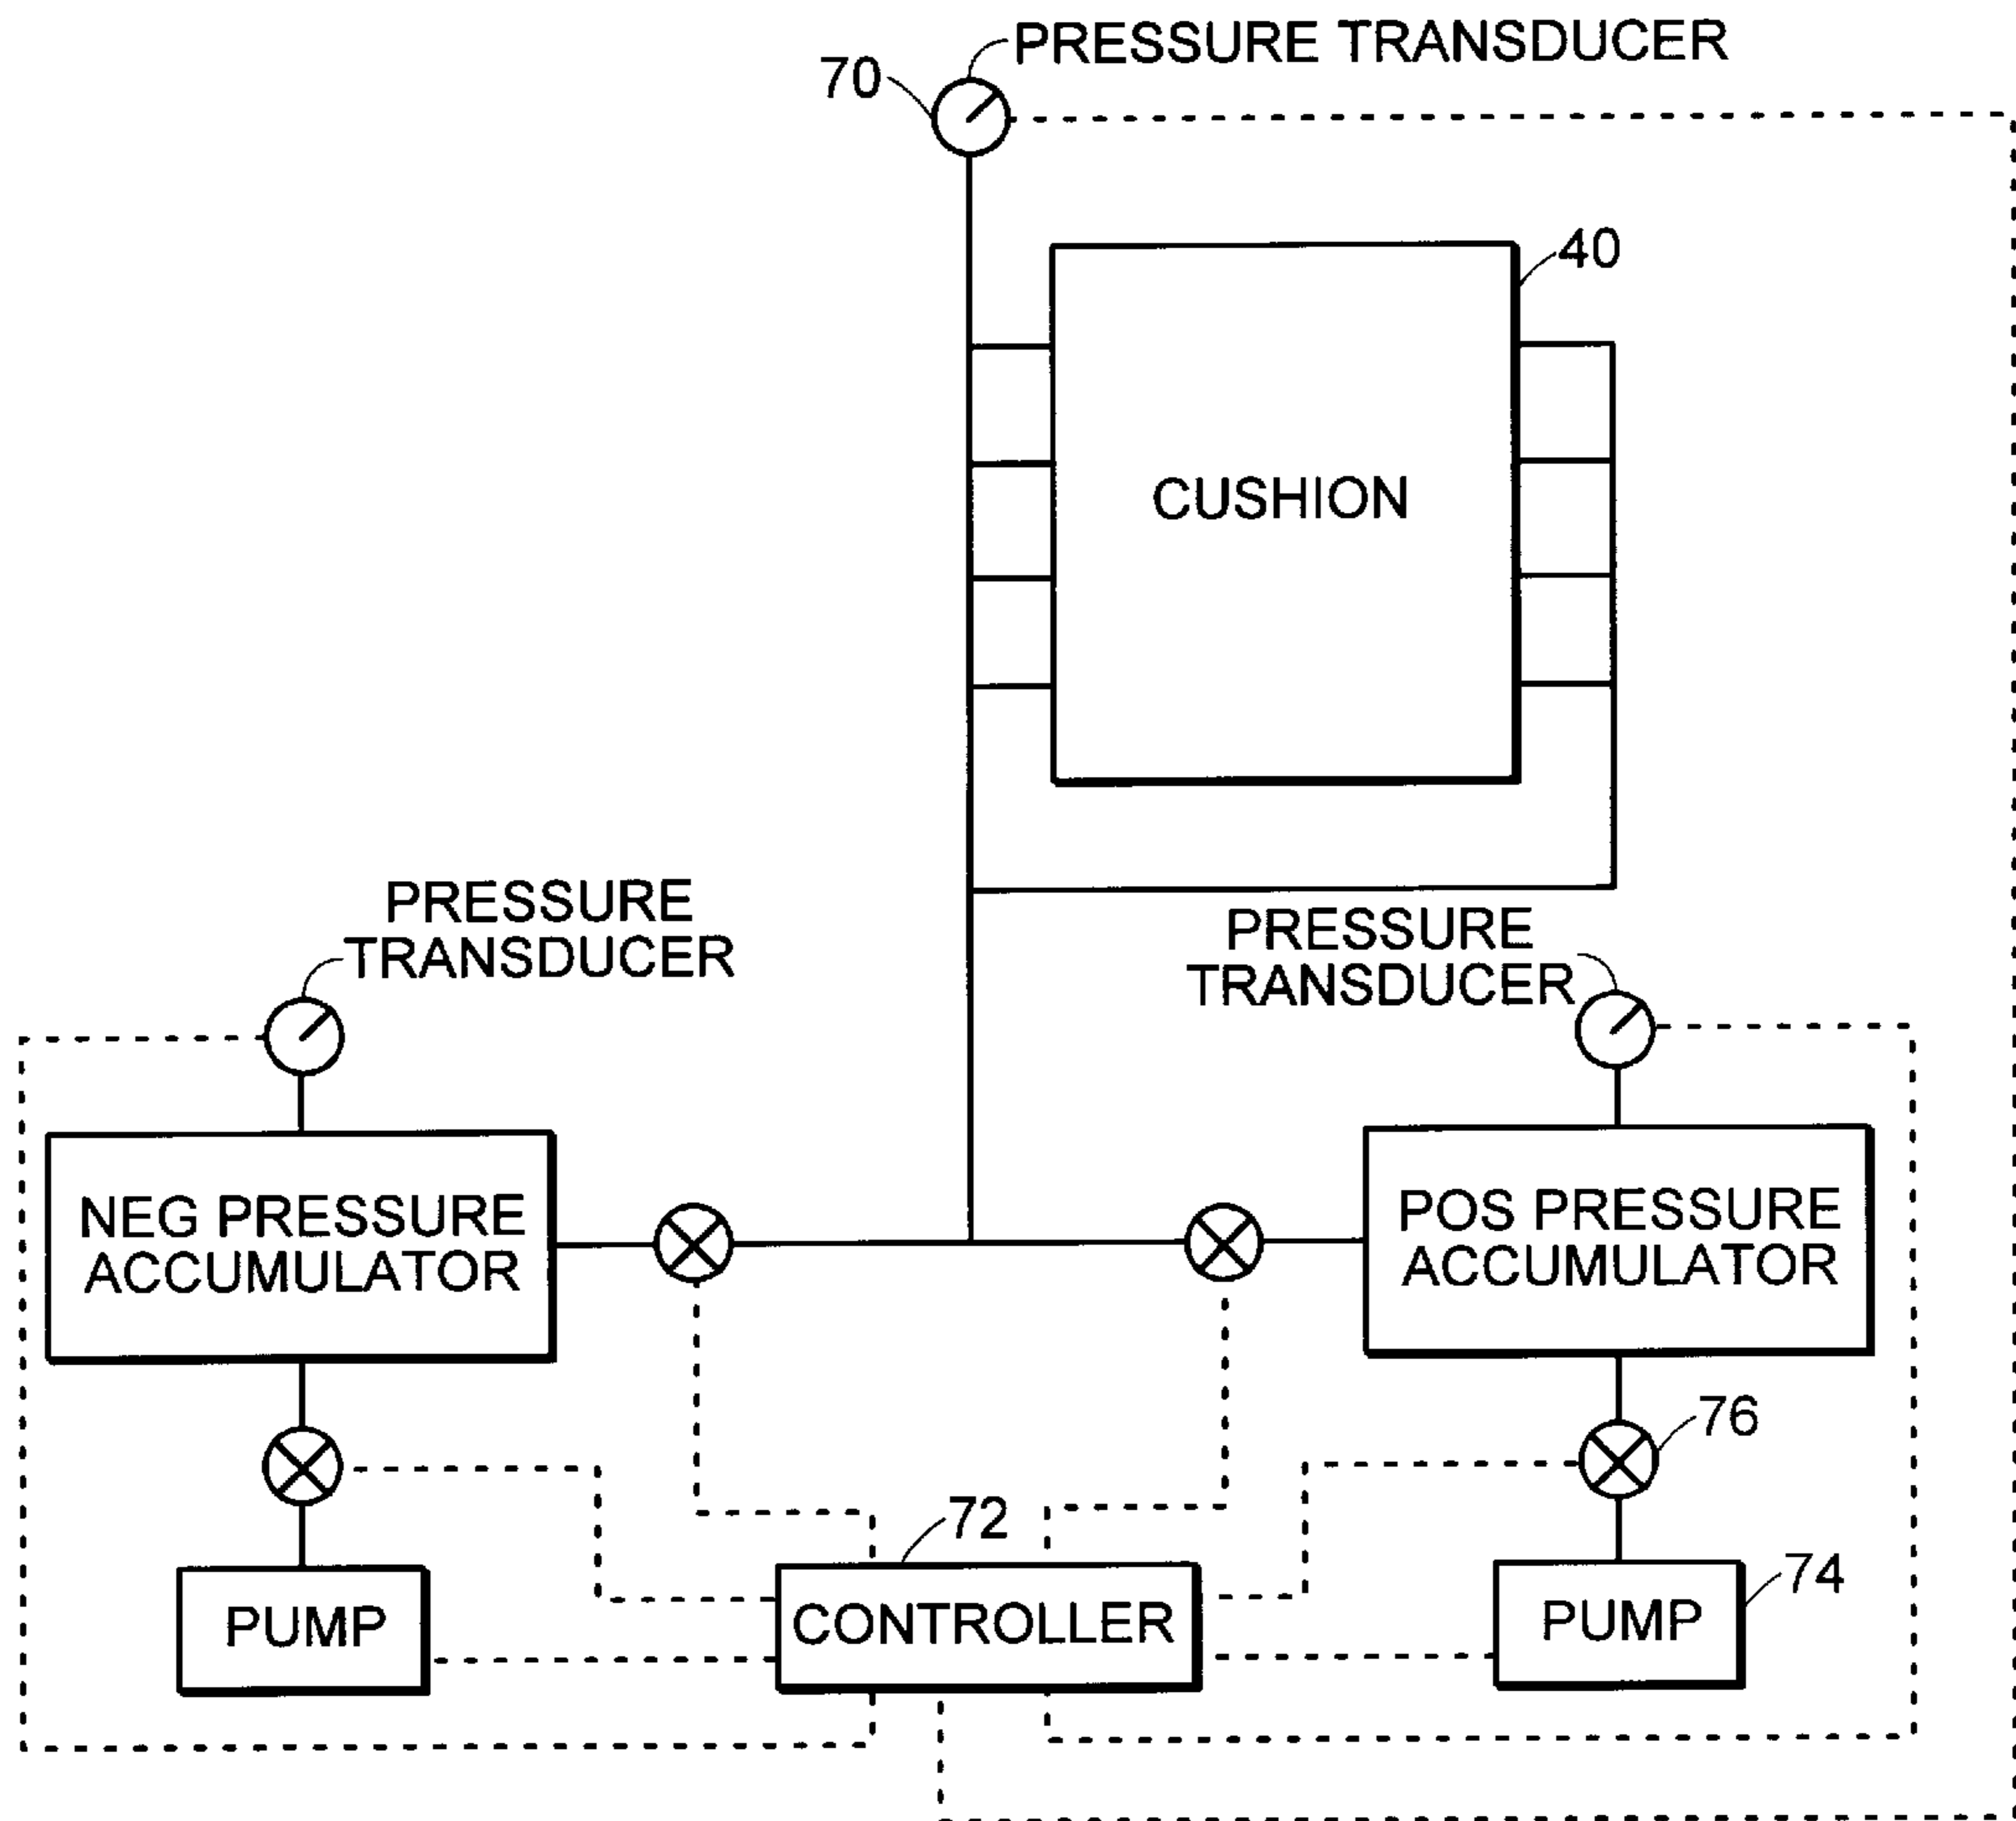 PRESSURE TRANSDUCER
70
40
CUSHION
PRESSURE
TRANSDUCER
PRESSURE
TRANSDUCER
NEG PRESSURE
ACCUMULATOR
POS PRESSURE
ACCUMULATOR
76
72
74
PUMP
CONTROLLER
PUMP